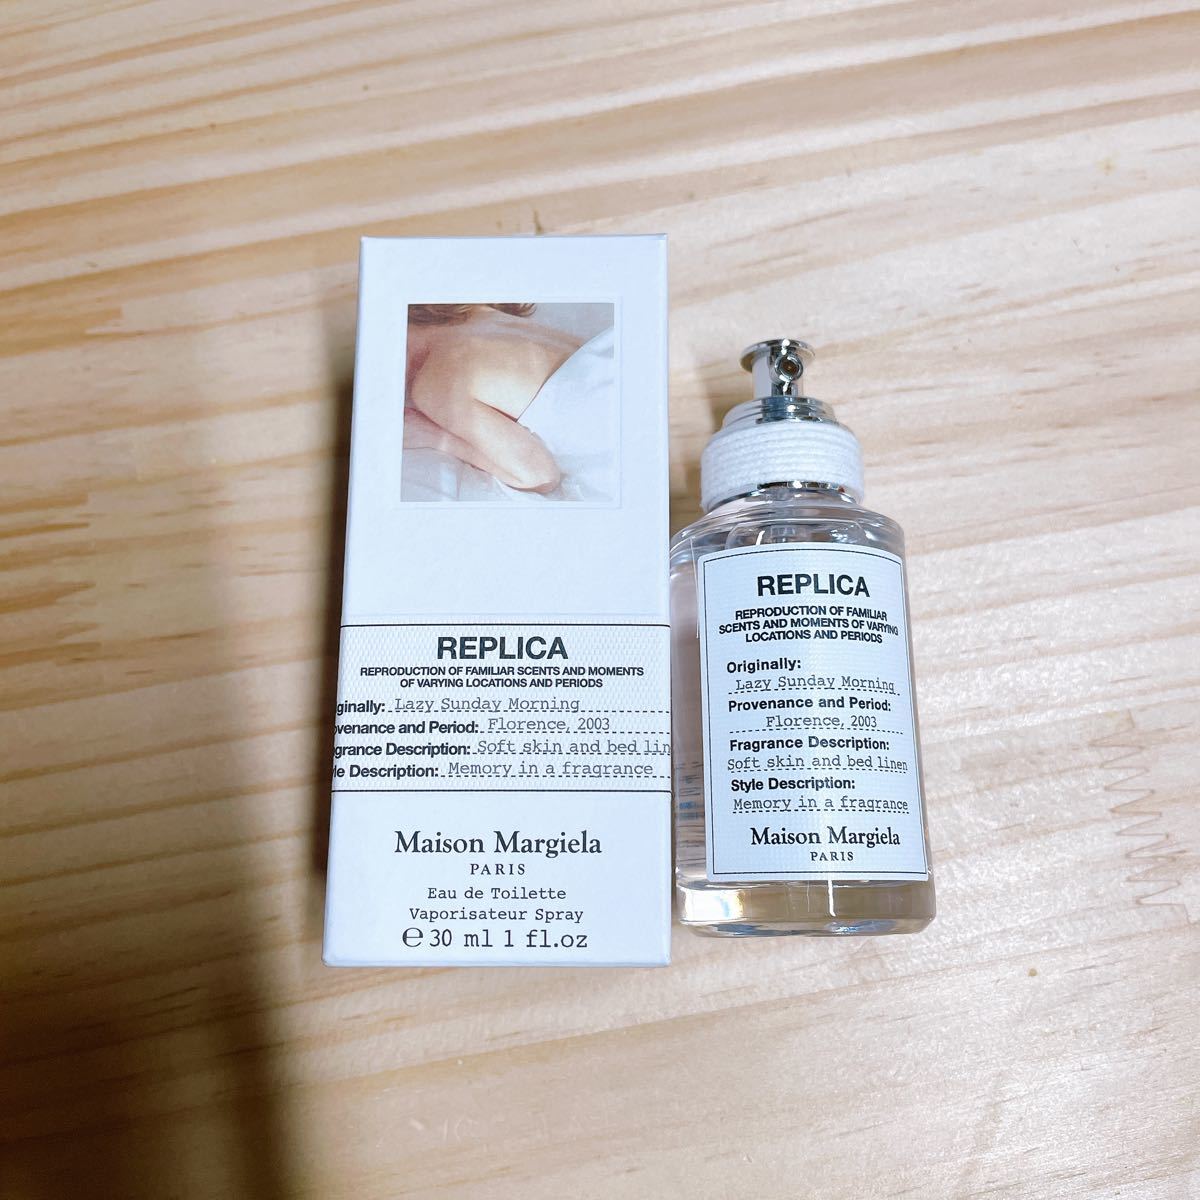 REPLICA
REPRODUCTION OF FAMILIAR SCENTS AND MOMENTS
OF VARYING LOCATIONS AND PERIODS
iginally: Lazy Sunday Morning
ovenance and Period: Florence, 2003
grance Description: Soft skin and bed lin
le Description: Memory in a fragrance
Maison Margiela
PARIS
Eau de Toilette
Vaporisateur Spray
℮ 30 ml 1 fl.oz
REPLICA
REPRODUCTION OF FAMILIAR
SCENTS AND MOMENTS OF VARYING
LOCATIONS AND PERIODS
Originally:
Lazy Sunday Morning
Provenance and Period:
Florence, 2003
Fragrance Description:
Soft skin and bed linen
Style Description:
Memory in a fragrance
Maison Margiela
PARIS